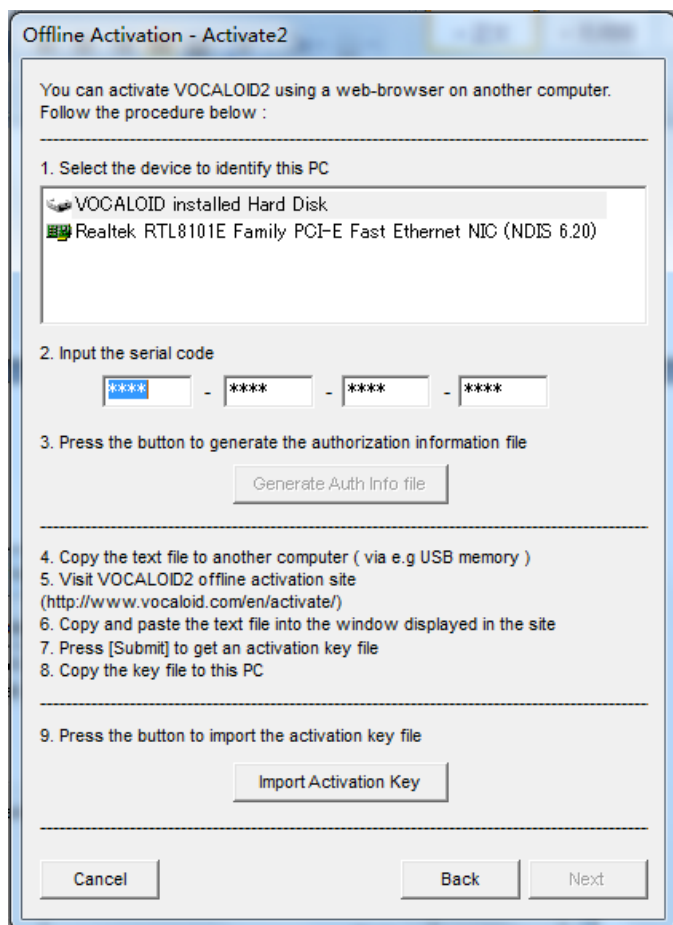 Offline Activation - Activate2
You can activate VOCALOID2 using a web-browser on another computer.
Follow the procedure below :
1. Select the device to identify this PC
VOCALOID installed Hard Disk
Realtek RTL8101E Family PCI-E Fast Ethernet NIC (NDIS 6.20)
2. Input the serial code
**** - **** - **** - ****
3. Press the button to generate the authorization information file
Generate Auth Info file
4. Copy the text file to another computer ( via e.g USB memory )
5. Visit VOCALOID2 offline activation site
(http://www.vocaloid.com/en/activate/)
6. Copy and paste the text file into the window displayed in the site
7. Press [Submit] to get an activation key file
8. Copy the key file to this PC
9. Press the button to import the activation key file
Import Activation Key
Cancel Back Next